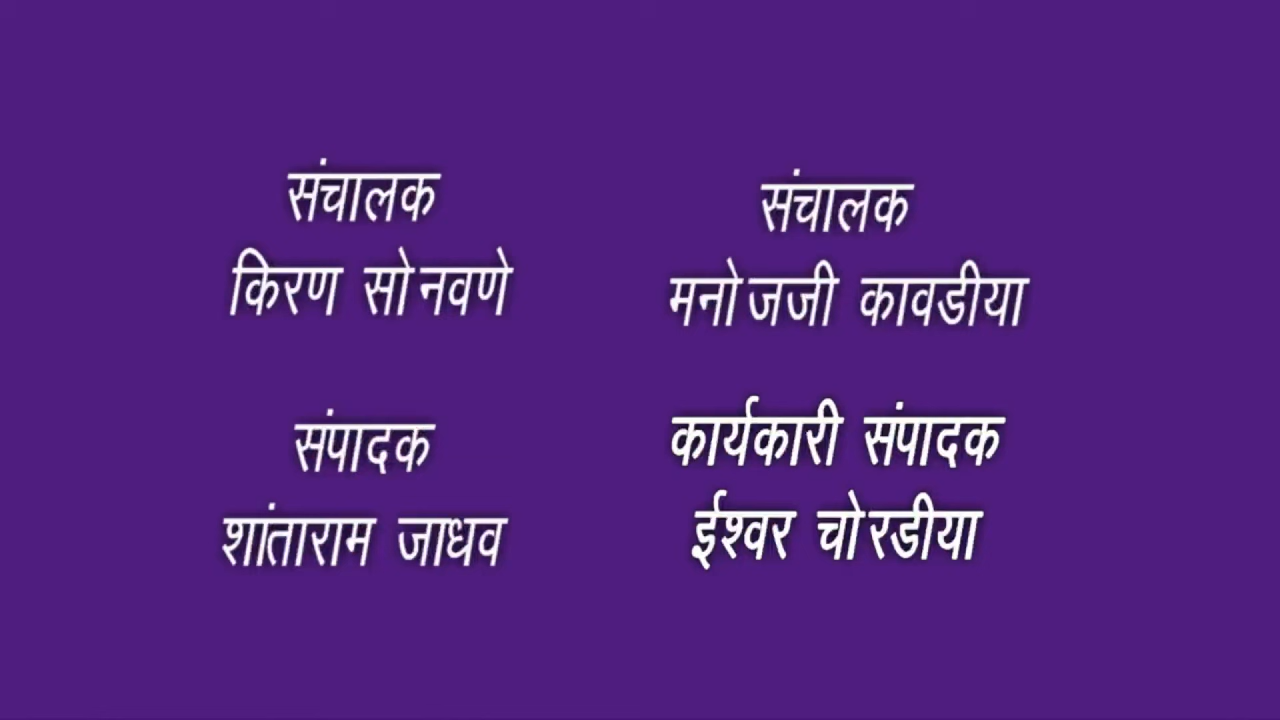 संचालक
किरण सोनवणे
संचालक
मनोजजी कावडीया
संपादक
शांताराम जाधव
कार्यकारी संपादक
ईश्वर चोरडीया